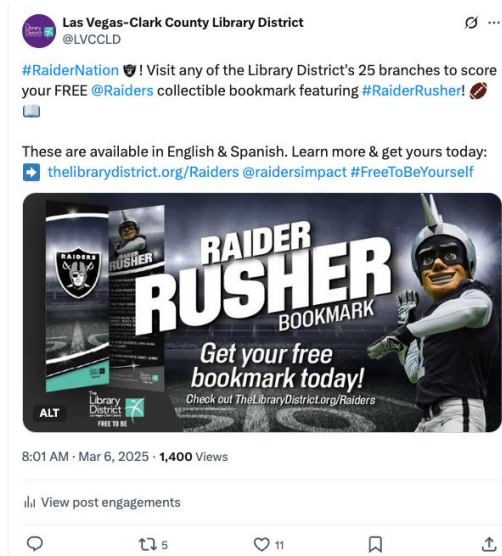 Las Vegas-Clark County Library District
@LVCCLD
#RaiderNation ! Visit any of the Library District's 25 branches to score
your FREE @Raiders collectible bookmark featuring #RaiderRusher! 🏈
📖
These are available in English & Spanish. Learn more & get yours today:
➡️ thelibrarydistrict.org/Raiders @raidersimpact #FreeToBeYourself
RAIDERS
RUSHER
RAIDER
RUSHER
BOOKMARK
Get your free
bookmark today!
Check out TheLibraryDistrict.org/Raiders
The
Library
District
FREE TO BE
ALT
8:01 AM · Mar 6, 2025 · 1,400 Views
View post engagements
5
11